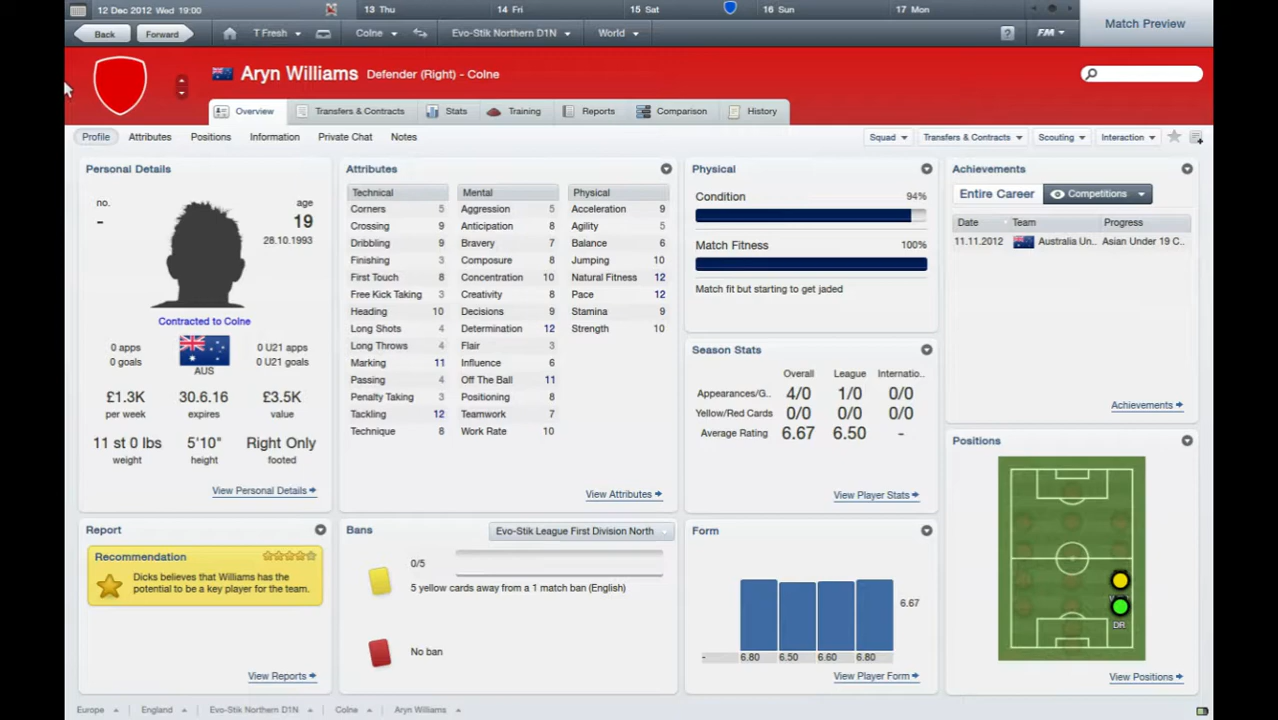 12 Dec 2012 Wed 19:00
13 Thu
14 Fri
15 Sat
16 Sun
17 Mon
Back
Forward
T Fresh
Colne
Evo-Stik Northern D1N
World
?
FM
Match Preview
Aryn Williams
Defender (Right) - Colne
Overview
Transfers & Contracts
Stats
Training
Reports
Comparison
History
Profile
Attributes
Positions
Information
Private Chat
Notes
Squad
Transfers & Contracts
Scouting
Interaction
Personal Details
no.
-
age
19
28.10.1993
Contracted to Colne
0 apps
0 goals
AUS
0 U21 apps
0 U21 goals
£1.3K
per week
30.6.16
expires
£3.5K
value
11 st 0 lbs
weight
5'10"
height
Right Only
footed
View Personal Details
Attributes
Technical
Corners 5
Crossing 9
Dribbling 9
Finishing 3
First Touch 8
Free Kick Taking 3
Heading 10
Long Shots 4
Long Throws 4
Marking 11
Passing 4
Penalty Taking 3
Tackling 12
Technique 8
Mental
Aggression 5
Anticipation 8
Bravery 7
Composure 8
Concentration 10
Creativity 8
Decisions 9
Determination 12
Flair 3
Influence 6
Off The Ball 11
Positioning 8
Teamwork 7
Work Rate 10
Physical
Acceleration 9
Agility 5
Balance 6
Jumping 10
Natural Fitness 12
Pace 12
Stamina 9
Strength 10
View Attributes
Physical
Condition 94%
Match Fitness 100%
Match fit but starting to get jaded
Season Stats
Overall League Internatio..
Appearances/G.. 4/0 1/0 0/0
Yellow/Red Cards 0/0 0/0 0/0
Average Rating 6.67 6.50 -
View Player Stats
Achievements
Entire Career
Competitions
Date Team Progress
11.11.2012 Australia Un.. Asian Under 19 C..
Achievements
Positions
DR
View Positions
Report
Recommendation
Dicks believes that Williams has the
potential to be a key player for the team.
View Reports
Bans
Evo-Stik League First Division North
0/5
5 yellow cards away from a 1 match ban (English)
No ban
Form
6.67
- 6.80 6.50 6.60 6.80
View Player Form
Europe
England
Evo-Stik Northern D1N
Colne
Aryn Williams